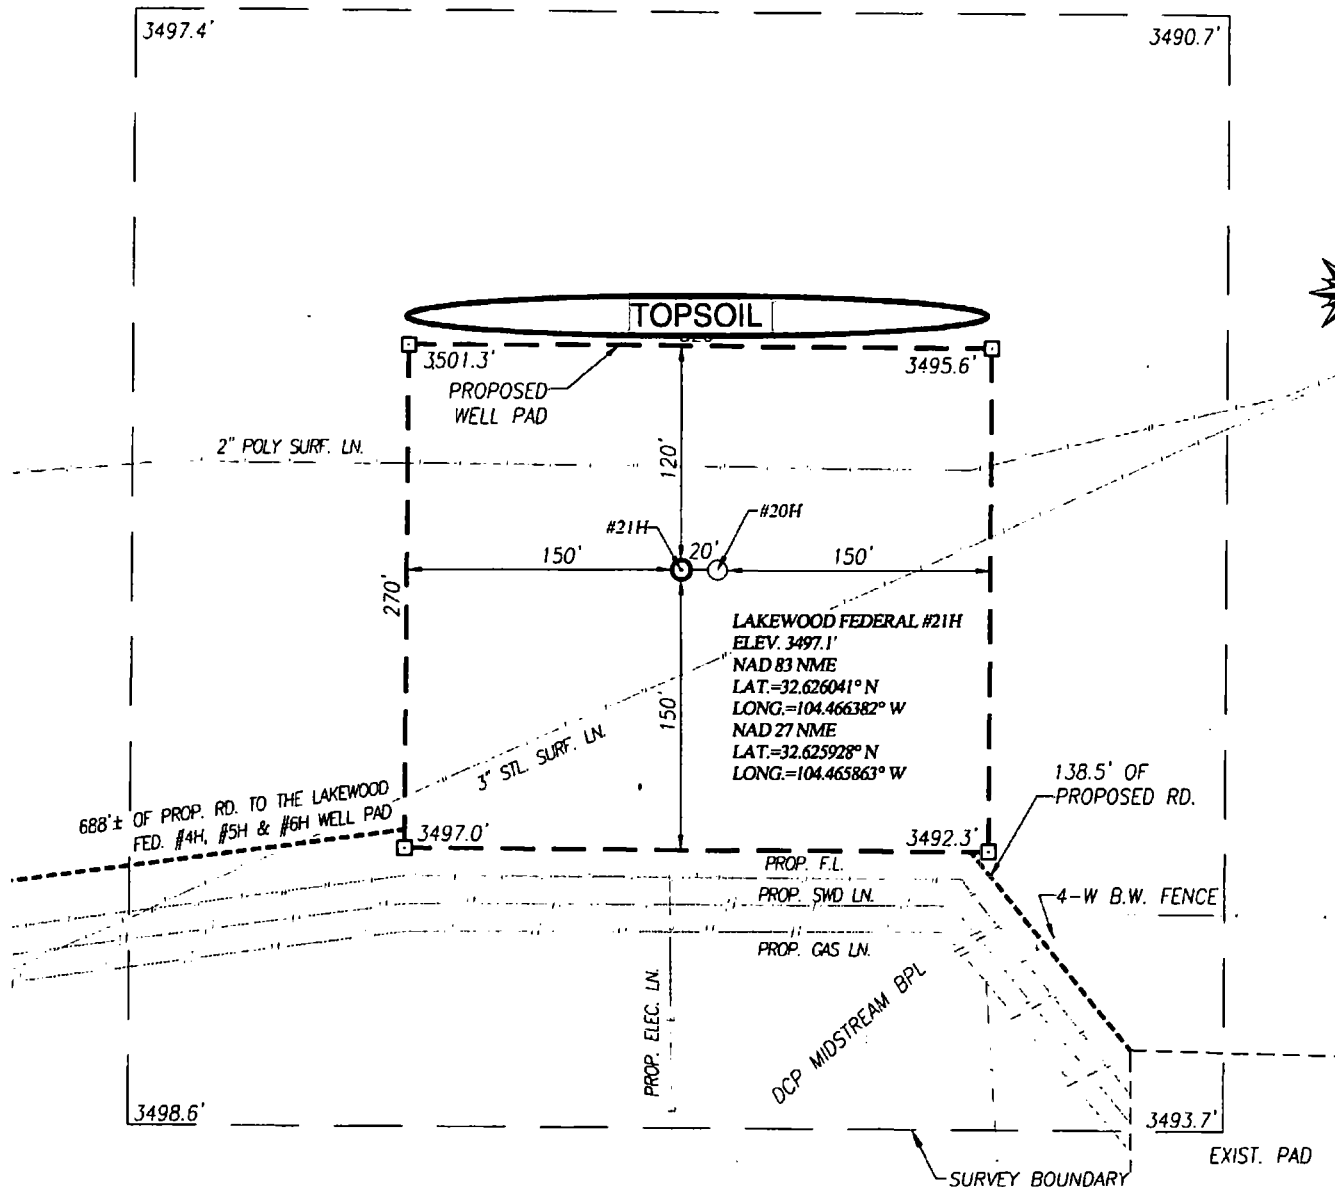 3497.4'
3490.7'
TOPSOIL
3501.3'
3495.6'
PROPOSED
WELL PAD
2" POLY SURF. LN.
120'
#21H
#20H
150'
20'
150'
270'
LAKEWOOD FEDERAL #21H
ELEV. 3497.1'
NAD 83 NME
LAT.=32.626041° N
LONG.=104.466382° W
NAD 27 NME
LAT.=32.625928° N
LONG.=104.465863° W
150'
3" STL. SURF. LN.
138.5' OF
PROPOSED RD.
688'± OF PROP. RD. TO THE LAKEWOOD
FED. #4H, #5H & #6H WELL PAD
3497.0'
3492.3'
PROP. F.L.
PROP. SWD LN.
4-W B.W. FENCE
PROP. GAS LN.
PROP. ELEC. LN.
DCP MIDSTREAM BPL
3498.6'
3493.7'
EXIST. PAD
SURVEY BOUNDARY